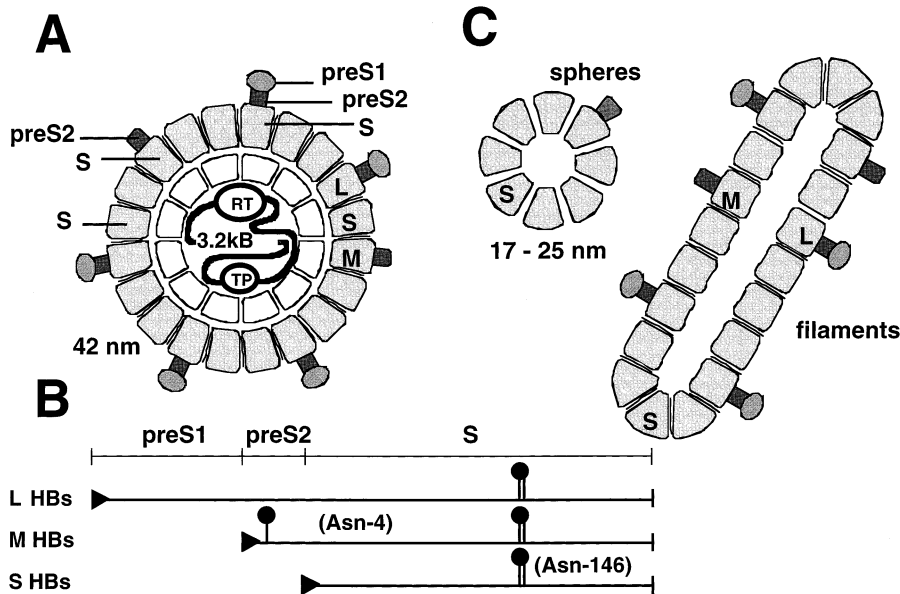 A
preS1
preS2
S
preS2
S
S
L
S
M
RT
3.2kB
TP
42 nm
C
spheres
S
17 - 25 nm
M
L
filaments
S
B
preS1 preS2 S
L HBs
M HBs (Asn-4)
S HBs (Asn-146)